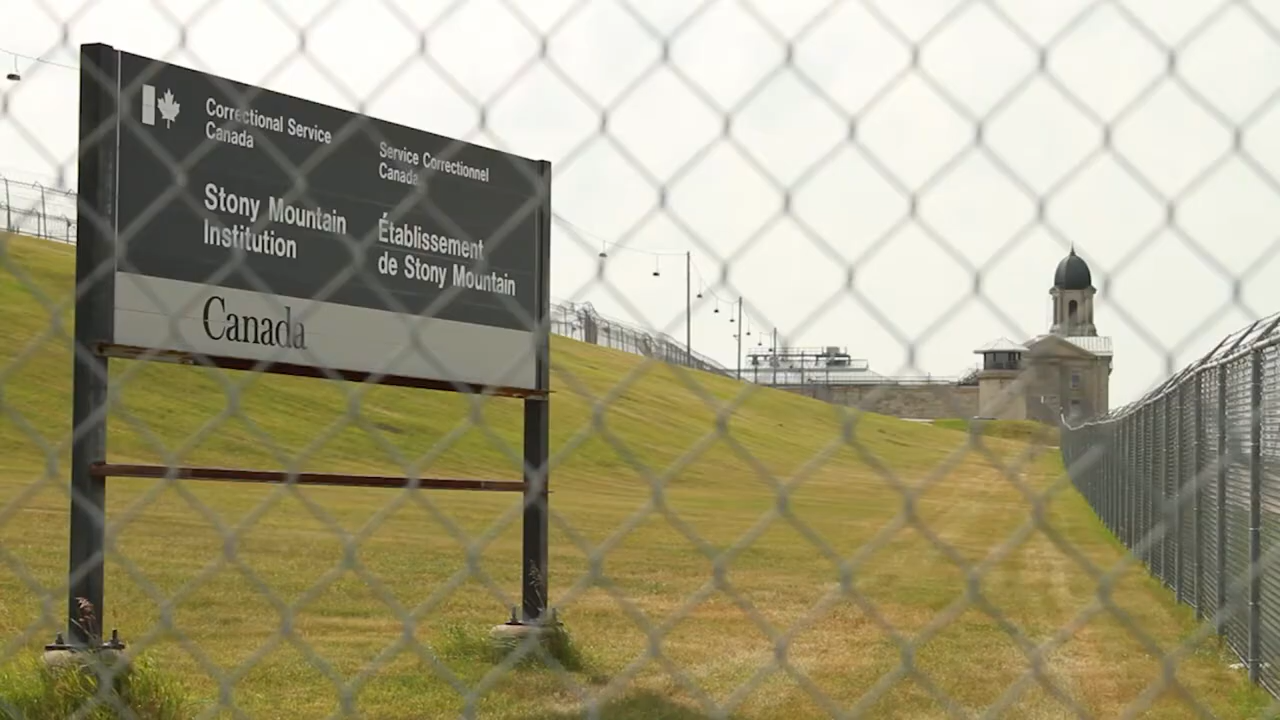 Correctional Service
Canada
Service Correctionnel
Canada
Stony Mountain
Institution
Établissement
de Stony Mountain
Canada